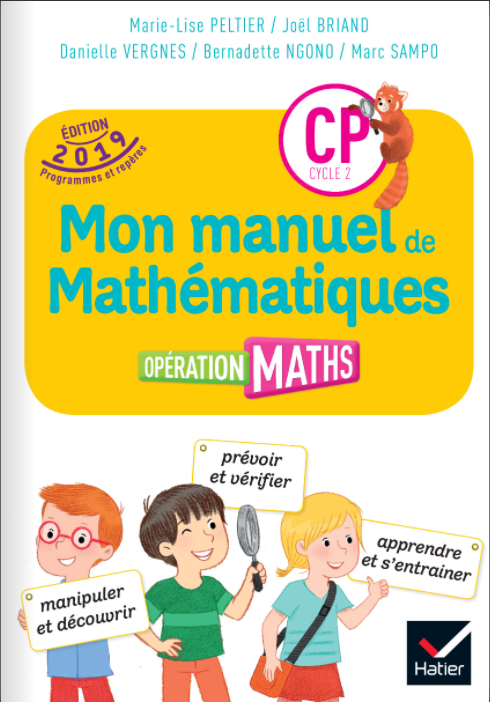 Marie-Lise PELTIER / Joël BRIAND
Danielle VERGNES / Bernadette NGONO / Marc SAMPO
ÉDITION
2019
Programmes et repères
CP
CYCLE 2
Mon manuel de
Mathématiques
OPÉRATION MATHS
prévoir
et vérifier
apprendre
et s'entrainer
manipuler
et découvrir
Hatier